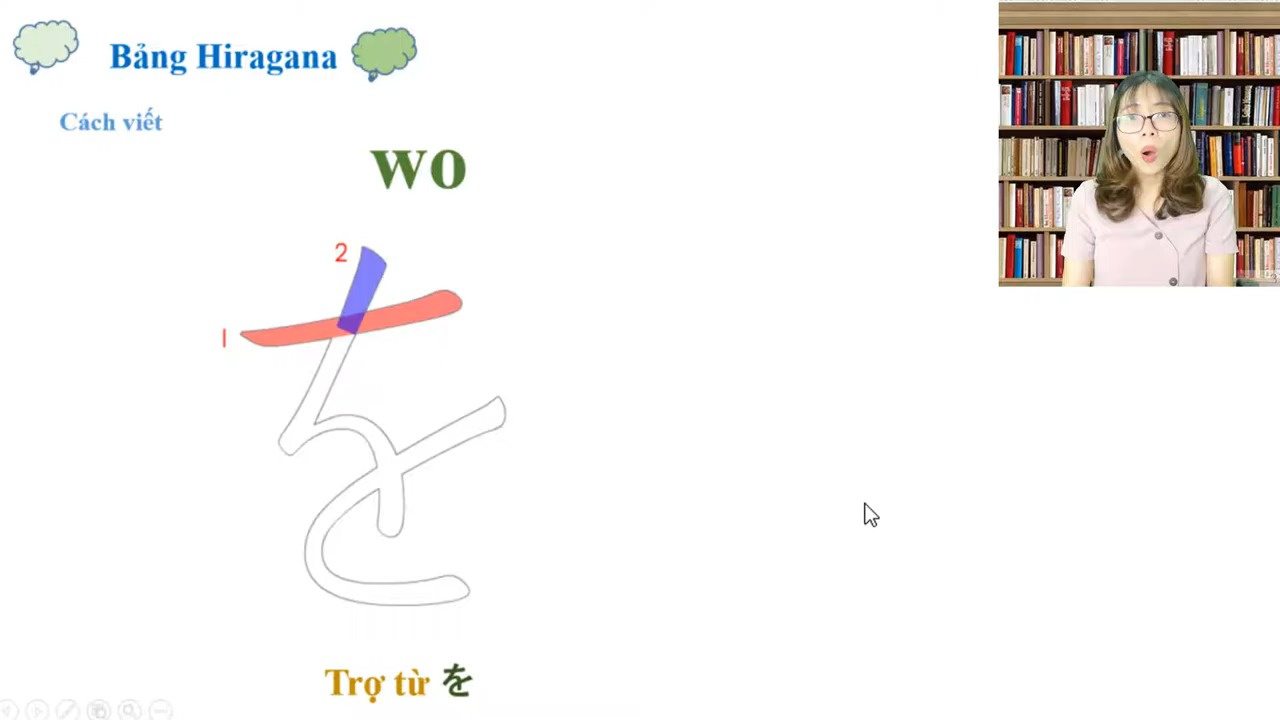 Bảng Hiragana
Cách viết
wo
2
1
Trợ từ を